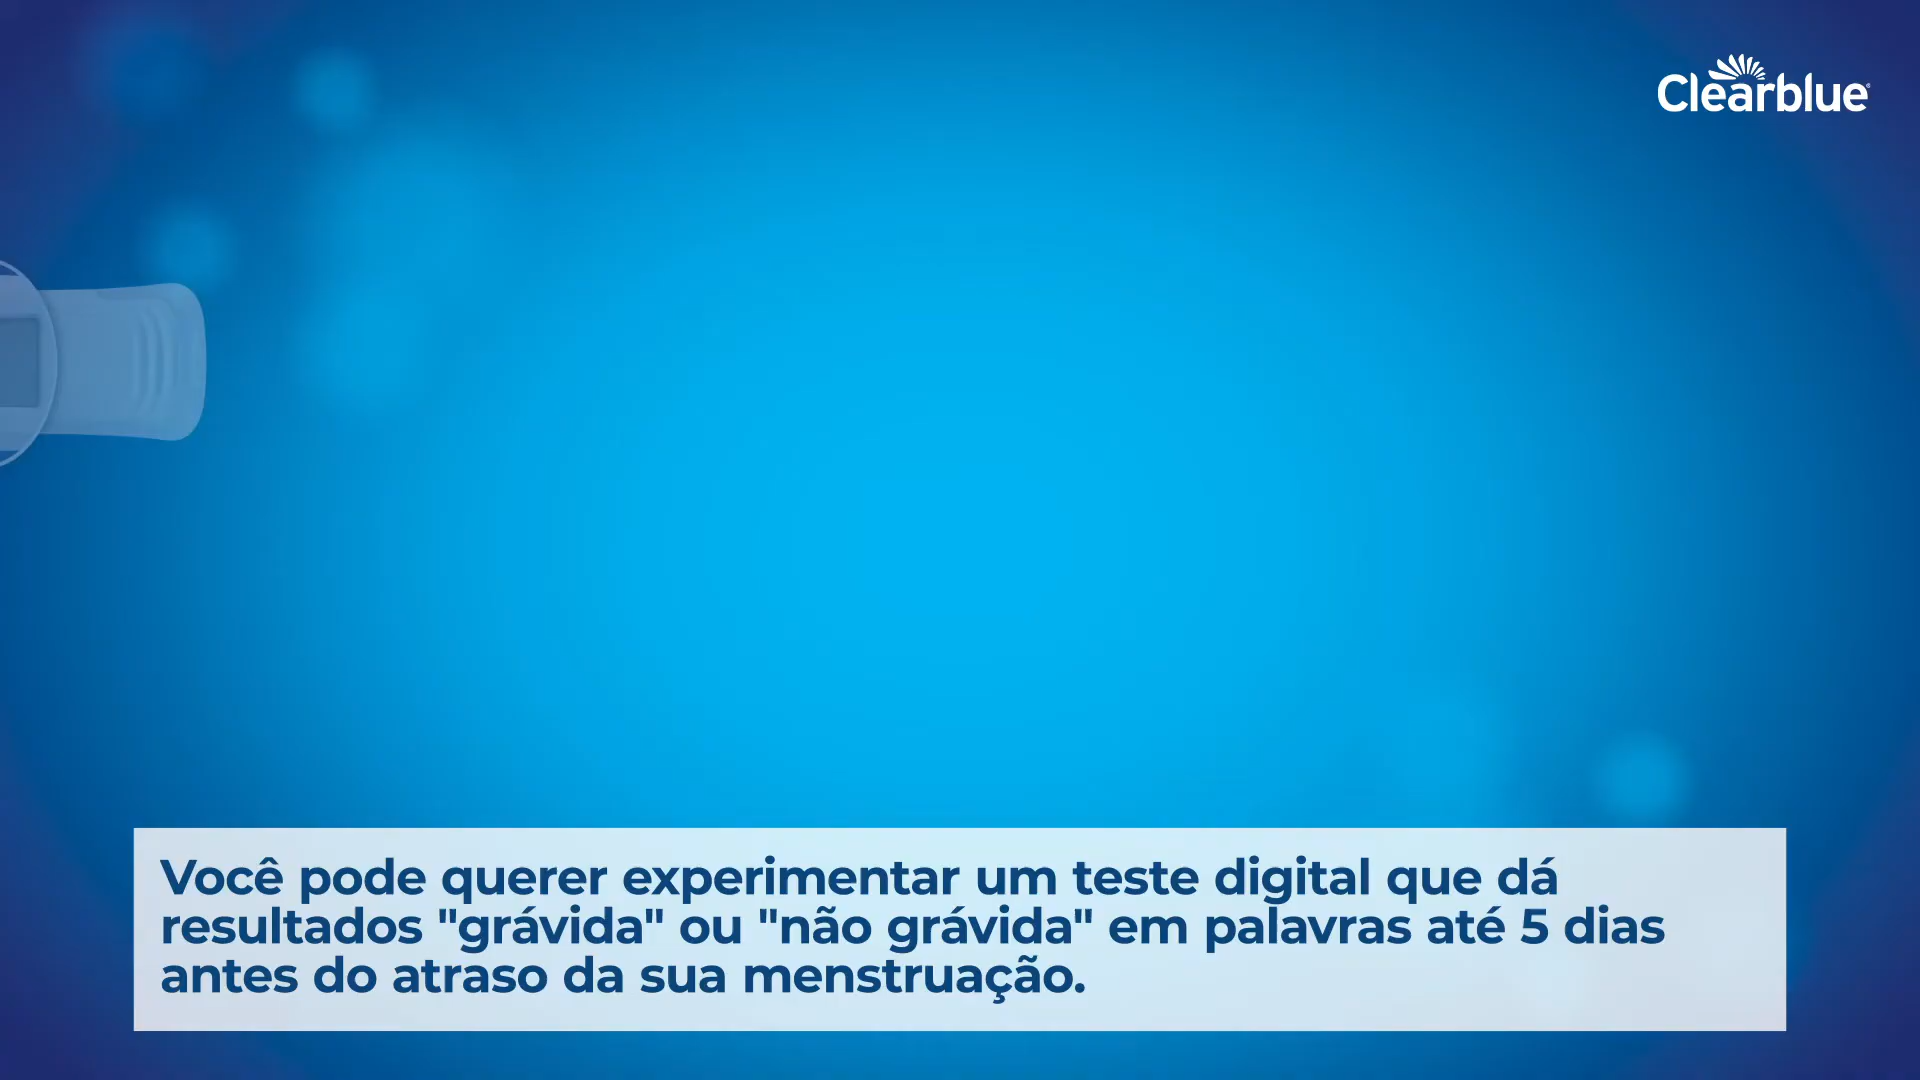 Clearblue
Você pode querer experimentar um teste digital que dá
resultados "grávida" ou "não grávida" em palavras até 5 dias
antes do atraso da sua menstruação.